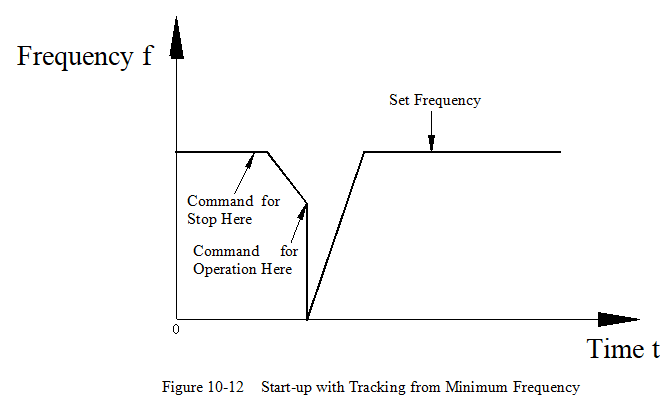 Frequency f
Set Frequency
Command for
Stop Here
Command for
Operation Here
0
Time t
Figure 10-12 Start-up with Tracking from Minimum Frequency